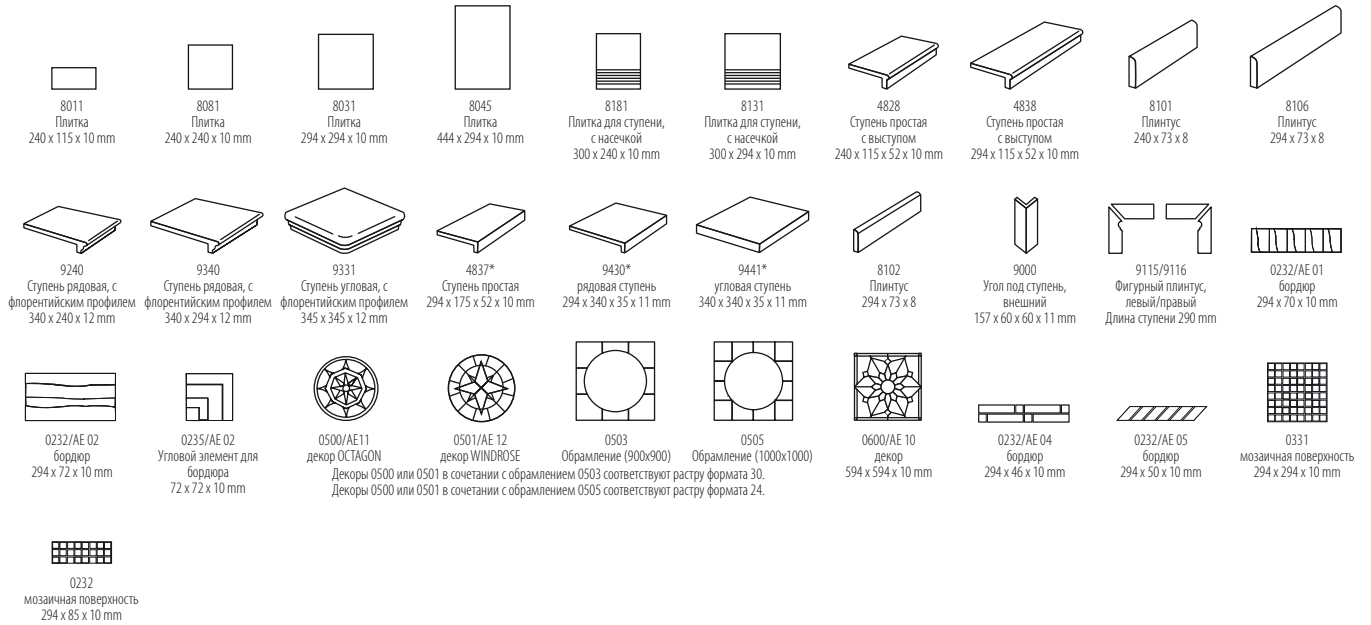 8011
Плитка
240 x 115 x 10 mm
8081
Плитка
240 x 240 x 10 mm
8031
Плитка
294 x 294 x 10 mm
8045
Плитка
444 x 294 x 10 mm
8181
Плитка для ступени,
с насечкой
300 x 240 x 10 mm
8131
Плитка для ступени,
с насечкой
300 x 294 x 10 mm
4828
Ступень простая
с выступом
240 x 115 x 52 x 10 mm
4838
Ступень простая
с выступом
294 x 115 x 52 x 10 mm
8101
Плинтус
240 x 73 x 8
8106
Плинтус
294 x 73 x 8
9240
Ступень рядовая, с
флорентийским профилем
340 x 240 x 12 mm
9340
Ступень рядовая, с
флорентийским профилем
340 x 294 x 12 mm
9331
Ступень угловая, с
флорентийским профилем
345 x 345 x 12 mm
4837*
Ступень простая
294 x 175 x 52 x 10 mm
9430*
рядовая ступень
294 x 340 x 35 x 11 mm
9441*
угловая ступень
340 x 340 x 35 x 11 mm
8102
Плинтус
294 x 73 x 8
9000
Угол под ступень,
внешний
157 x 60 x 60 x 11 mm
9115/9116
Фигурный плинтус,
левый/правый
Длина ступени 290 mm
0232/AE 01
бордюр
294 x 70 x 10 mm
0232/AE 02
бордюр
294 x 72 x 10 mm
0235/AE 02
Угловой элемент для
бордюра
72 x 72 x 10 mm
0500/AE11
декор OCTAGON
0501/AE 12
декор WINDROSE
0503
Обрамление (900x900)
0505
Обрамление (1000x1000)
Декоры 0500 или 0501 в сочетании с обрамлением 0503 соответствуют растру формата 30.
Декоры 0500 или 0501 в сочетании с обрамлением 0505 соответствуют растру формата 24.
0600/AE 10
декор
594 x 594 x 10 mm
0232/AE 04
бордюр
294 x 46 x 10 mm
0232/AE 05
бордюр
294 x 50 x 10 mm
0331
мозаичная поверхность
294 x 294 x 10 mm
0232
мозаичная поверхность
294 x 85 x 10 mm